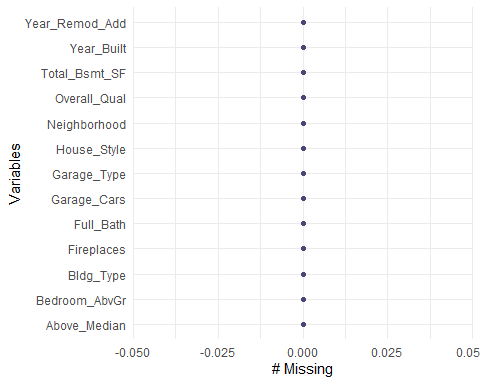 Year_Remod_Add
Year_Built
Total_Bsmt_SF
Overall_Qual
Neighborhood
House_Style
Garage_Type
Garage_Cars
Full_Bath
Fireplaces
Bldg_Type
Bedroom_AbvGr
Above_Median
Variables
-0.050 -0.025 0.000 0.025 0.05
# Missing